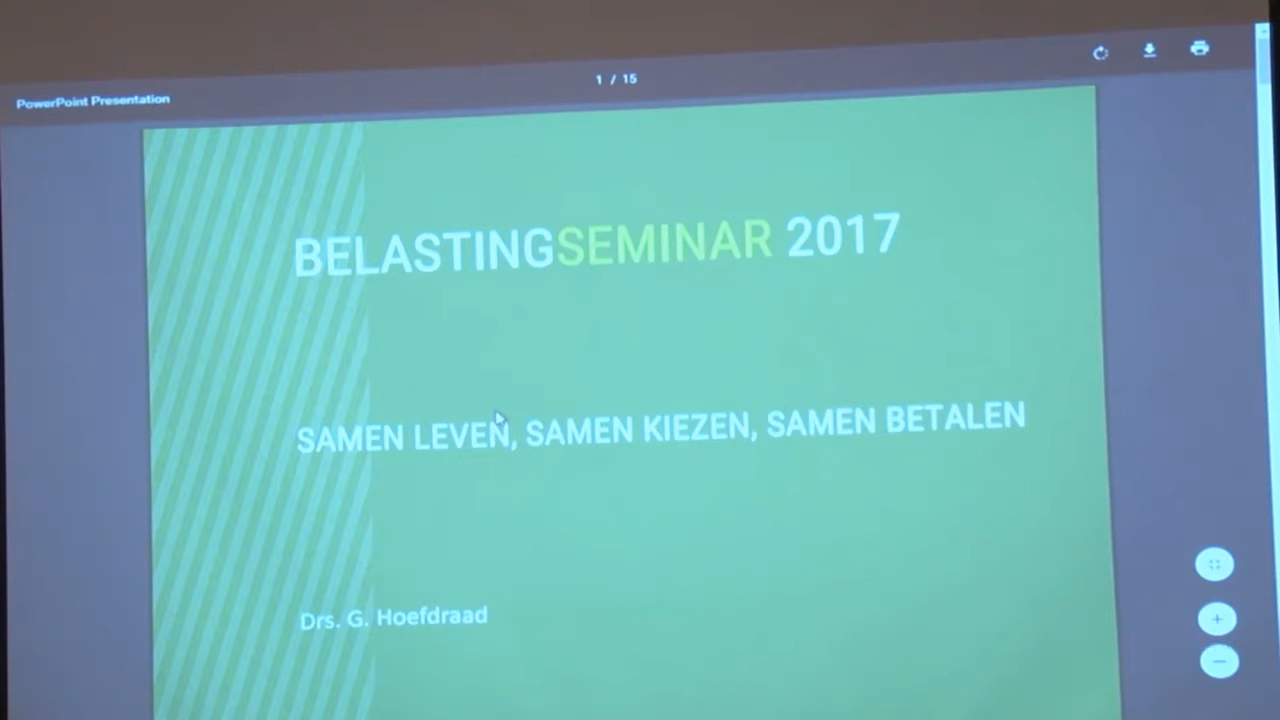 PowerPoint Presentation
1 / 15
BELASTINGSEMINAR 2017
SAMEN LEVEN, SAMEN KIEZEN, SAMEN BETALEN
Drs. G. Hoefdraad